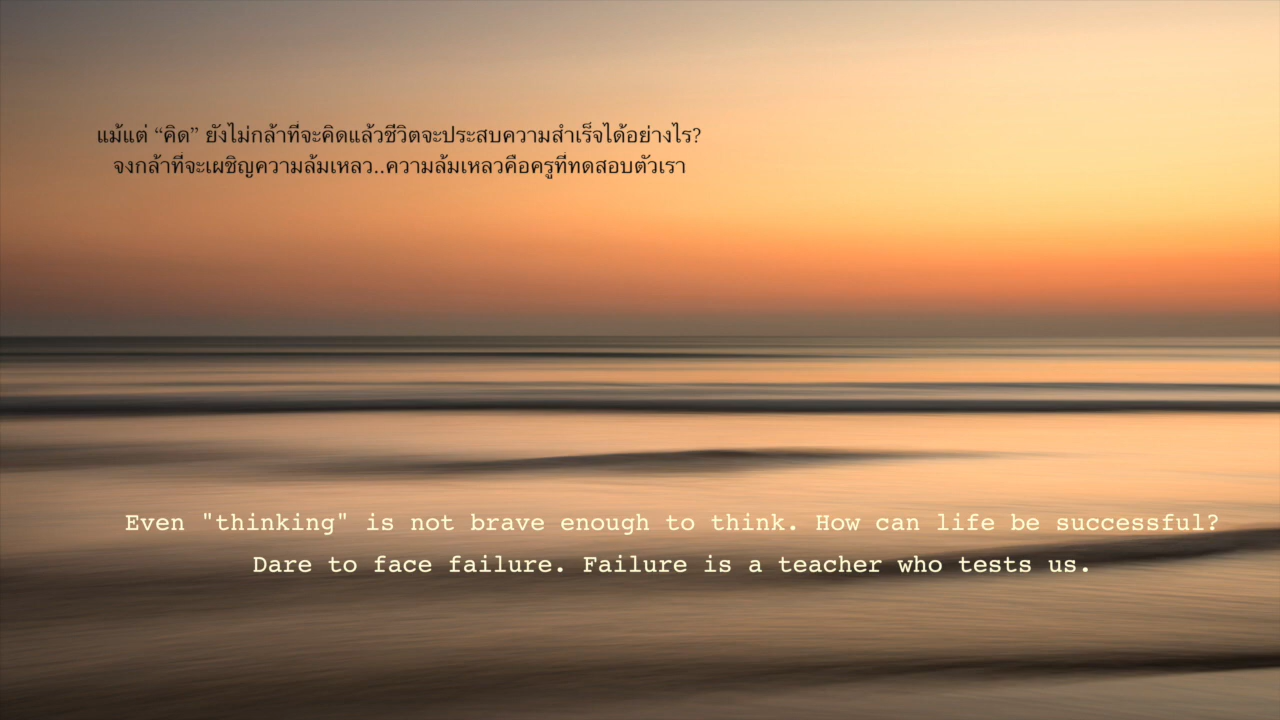 แม้แต่ “คิด” ยังไม่กล้าที่จะคิดแล้วชีวิตจะประสบความสำเร็จได้อย่างไร?
จงกล้าที่จะเผชิญความล้มเหลว..ความล้มเหลวคือครูที่ทดสอบตัวเรา
Even "thinking" is not brave enough to think. How can life be successful?
Dare to face failure. Failure is a teacher who tests us.